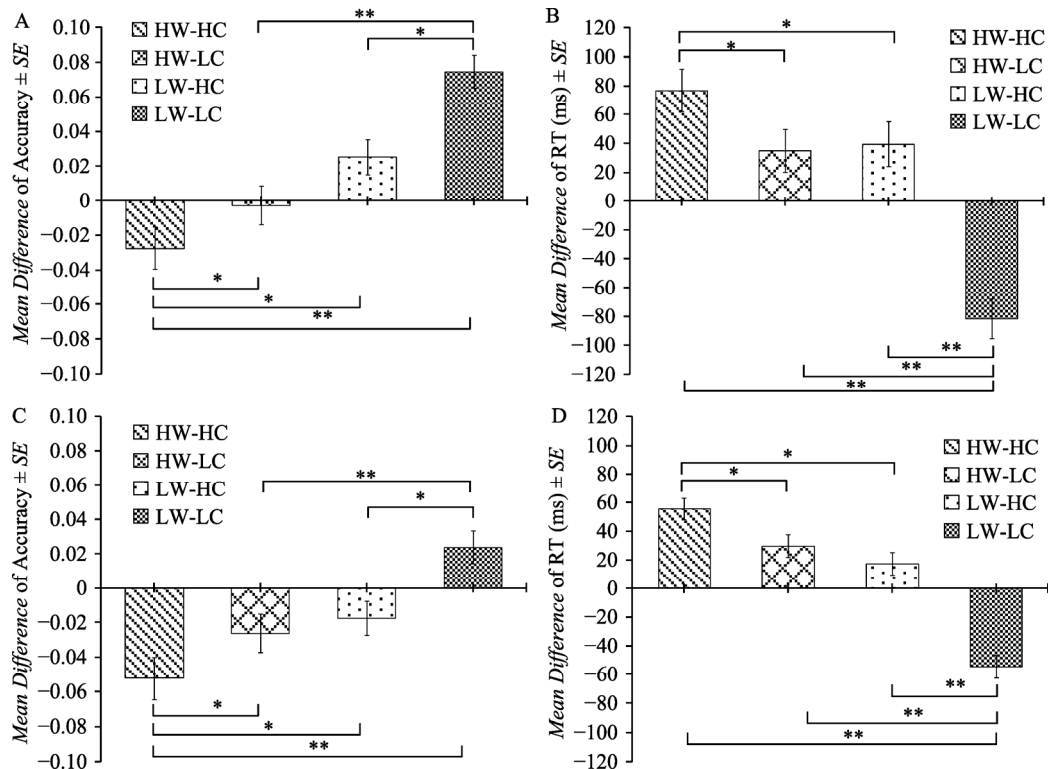 A
Mean Difference of Accuracy ± SE
0.10
0.08
0.06
0.04
0.02
0
−0.02
−0.04
−0.06
−0.08
−0.10
HW-HC
HW-LC
LW-HC
LW-LC
**
*
*
*
**
B
Mean Difference of RT (ms) ± SE
120
100
80
60
40
20
0
−20
−40
−60
−80
−100
−120
HW-HC
HW-LC
LW-HC
LW-LC
*
*
**
**
**
C
Mean Difference of Accuracy ± SE
0.10
0.08
0.06
0.04
0.02
0
−0.02
−0.04
−0.06
−0.08
−0.10
HW-HC
HW-LC
LW-HC
LW-LC
**
*
*
*
**
D
Mean Difference of RT (ms) ± SE
120
100
80
60
40
20
0
−20
−40
−60
−80
−100
−120
HW-HC
HW-LC
LW-HC
LW-LC
*
*
**
**
**